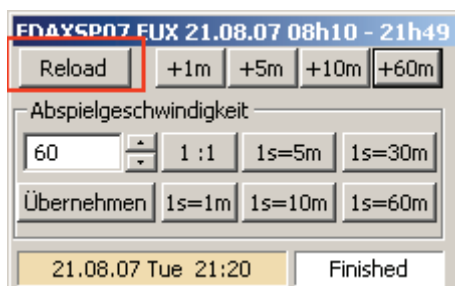 FDAXSP07 EUX 21.08.07 08h10 - 21h49
Reload +1m +5m +10m +60m
Abspielgeschwindigkeit
60 1 :1 1s=5m 1s=30m
Übernehmen 1s=1m 1s=10m 1s=60m
21.08.07 Tue 21:20 Finished